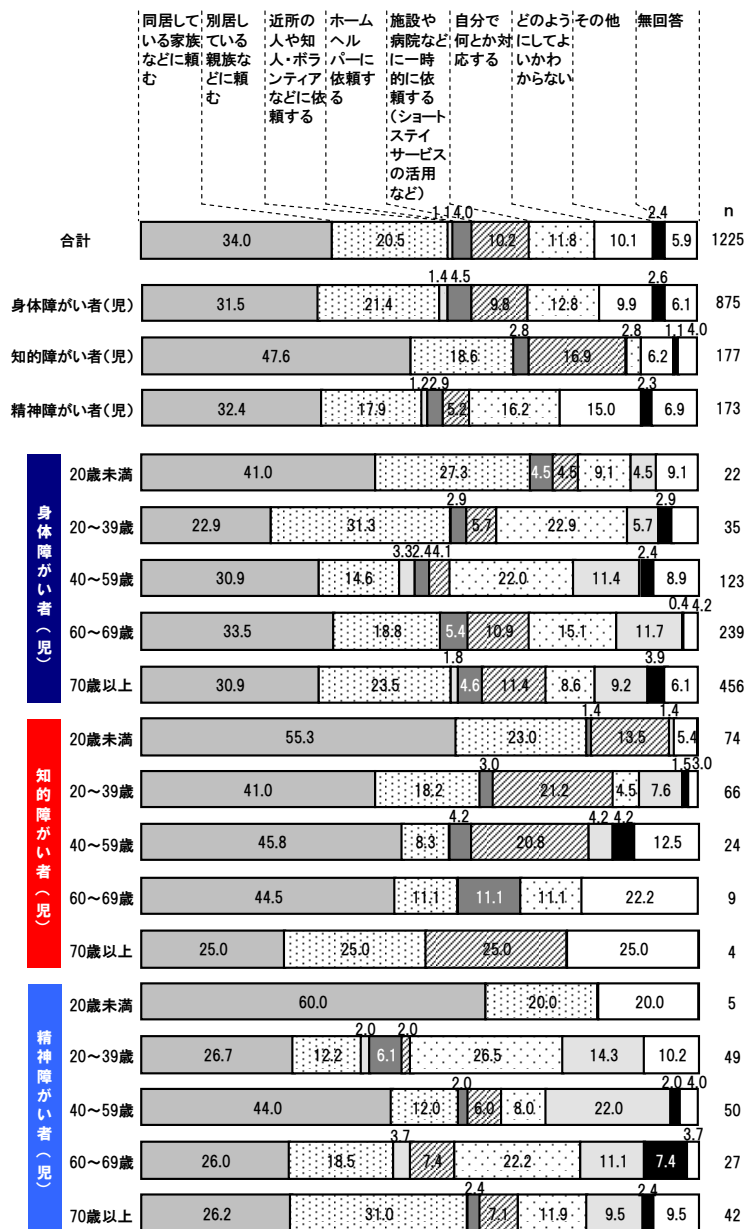 同居して
いる家族
などに頼
む
別居し
ている
親族な
どに頼
む
近所の
人や知
人・ボラ
ンティア
などに依
頼する
ホーム
ヘル
パーに
依頼す
る
施設や
病院など
に一時
的に依
頼する
(ショート
ステイ
サービス
の活用
など)
自分で
何とか対
応する
どのよう
にしてよ
いかわ
からない
その他
無回答
n
合計 34.0 20.5 1.1 4.0 10.2 11.8 10.1 2.4 5.9 1225
身体障がい者(児) 31.5 21.4 1.4 4.5 9.8 12.8 9.9 2.6 6.1 875
知的障がい者(児) 47.6 18.6 2.8 16.9 2.8 6.2 1.1 4.0 177
精神障がい者(児) 32.4 17.9 1.2 2.9 5.2 16.2 15.0 2.3 6.9 173
身体障がい者(児)
20歳未満 41.0 27.3 4.5 4.5 9.1 4.5 9.1 22
20~39歳 22.9 31.3 2.9 5.7 22.9 5.7 2.9 35
40~59歳 30.9 14.6 3.3 2.4 4.1 22.0 11.4 2.4 8.9 123
60~69歳 33.5 18.8 5.4 10.9 15.1 11.7 0.4 4.2 239
70歳以上 30.9 23.5 1.8 4.6 11.4 8.6 9.2 3.9 6.1 456
知的障がい者(児)
20歳未満 55.3 23.0 1.4 13.5 1.4 5.4 74
20~39歳 41.0 18.2 3.0 21.2 4.5 7.6 1.5 3.0 66
40~59歳 45.8 8.3 4.2 20.8 4.2 4.2 12.5 24
60~69歳 44.5 11.1 11.1 11.1 22.2 9
70歳以上 25.0 25.0 25.0 25.0 4
精神障がい者(児)
20歳未満 60.0 20.0 20.0 5
20~39歳 26.7 12.2 2.0 6.1 2.0 26.5 14.3 10.2 49
40~59歳 44.0 12.0 2.0 6.0 8.0 22.0 2.0 4.0 50
60~69歳 26.0 18.5 3.7 7.4 22.2 11.1 7.4 3.7 27
70歳以上 26.2 31.0 2.4 7.1 11.9 9.5 2.4 9.5 42